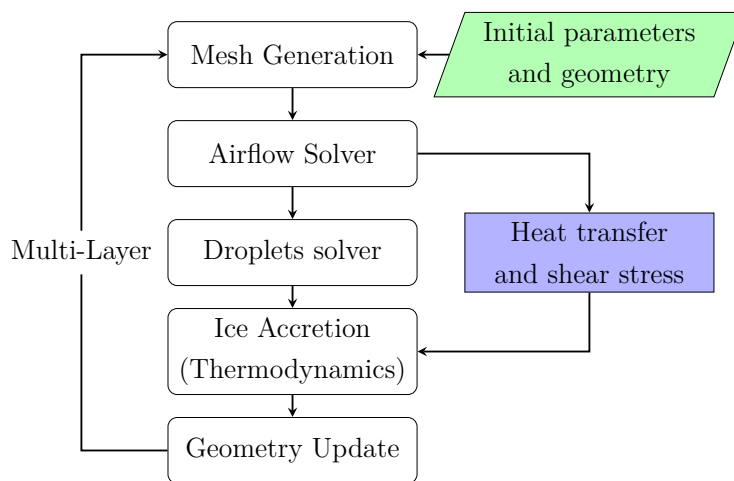 Mesh Generation
Initial parameters
and geometry
Airflow Solver
Multi-Layer
Droplets solver
Heat transfer
and shear stress
Ice Accretion
(Thermodynamics)
Geometry Update